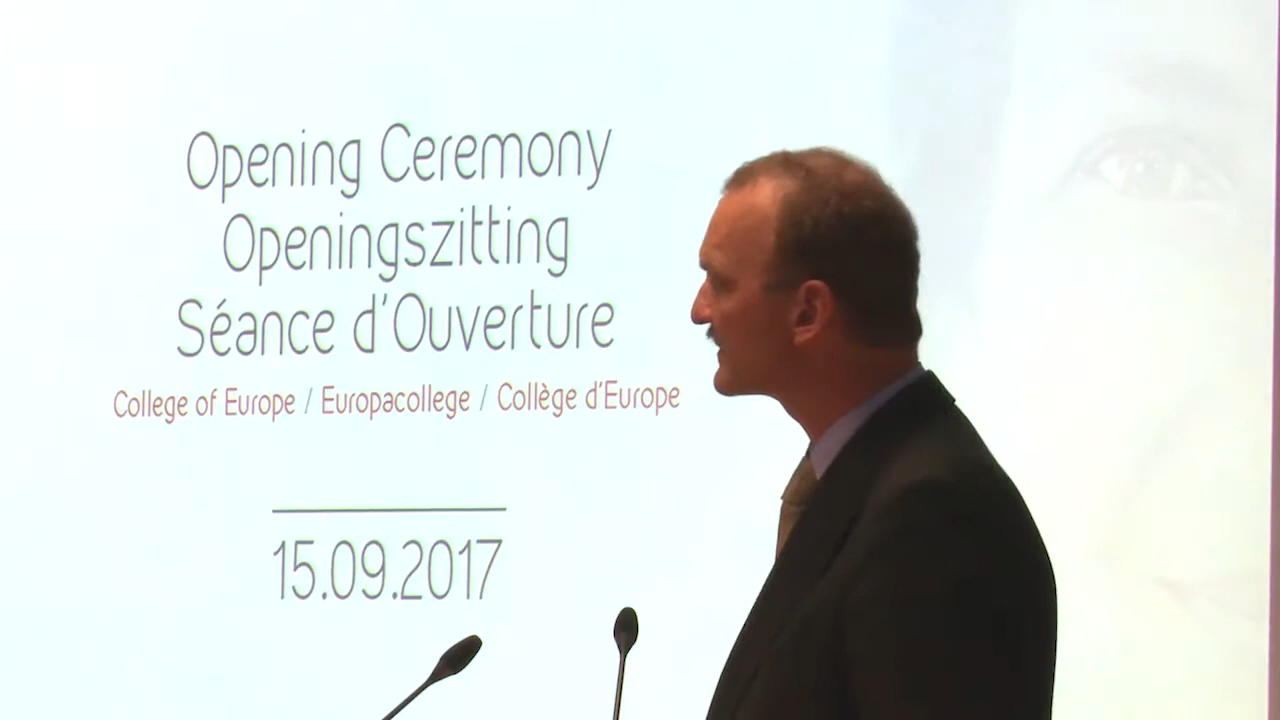 Opening Ceremony
Openingszitting
Séance d'Ouverture
College of Europe / Europacollege / Collège d'Europe
15.09.2017